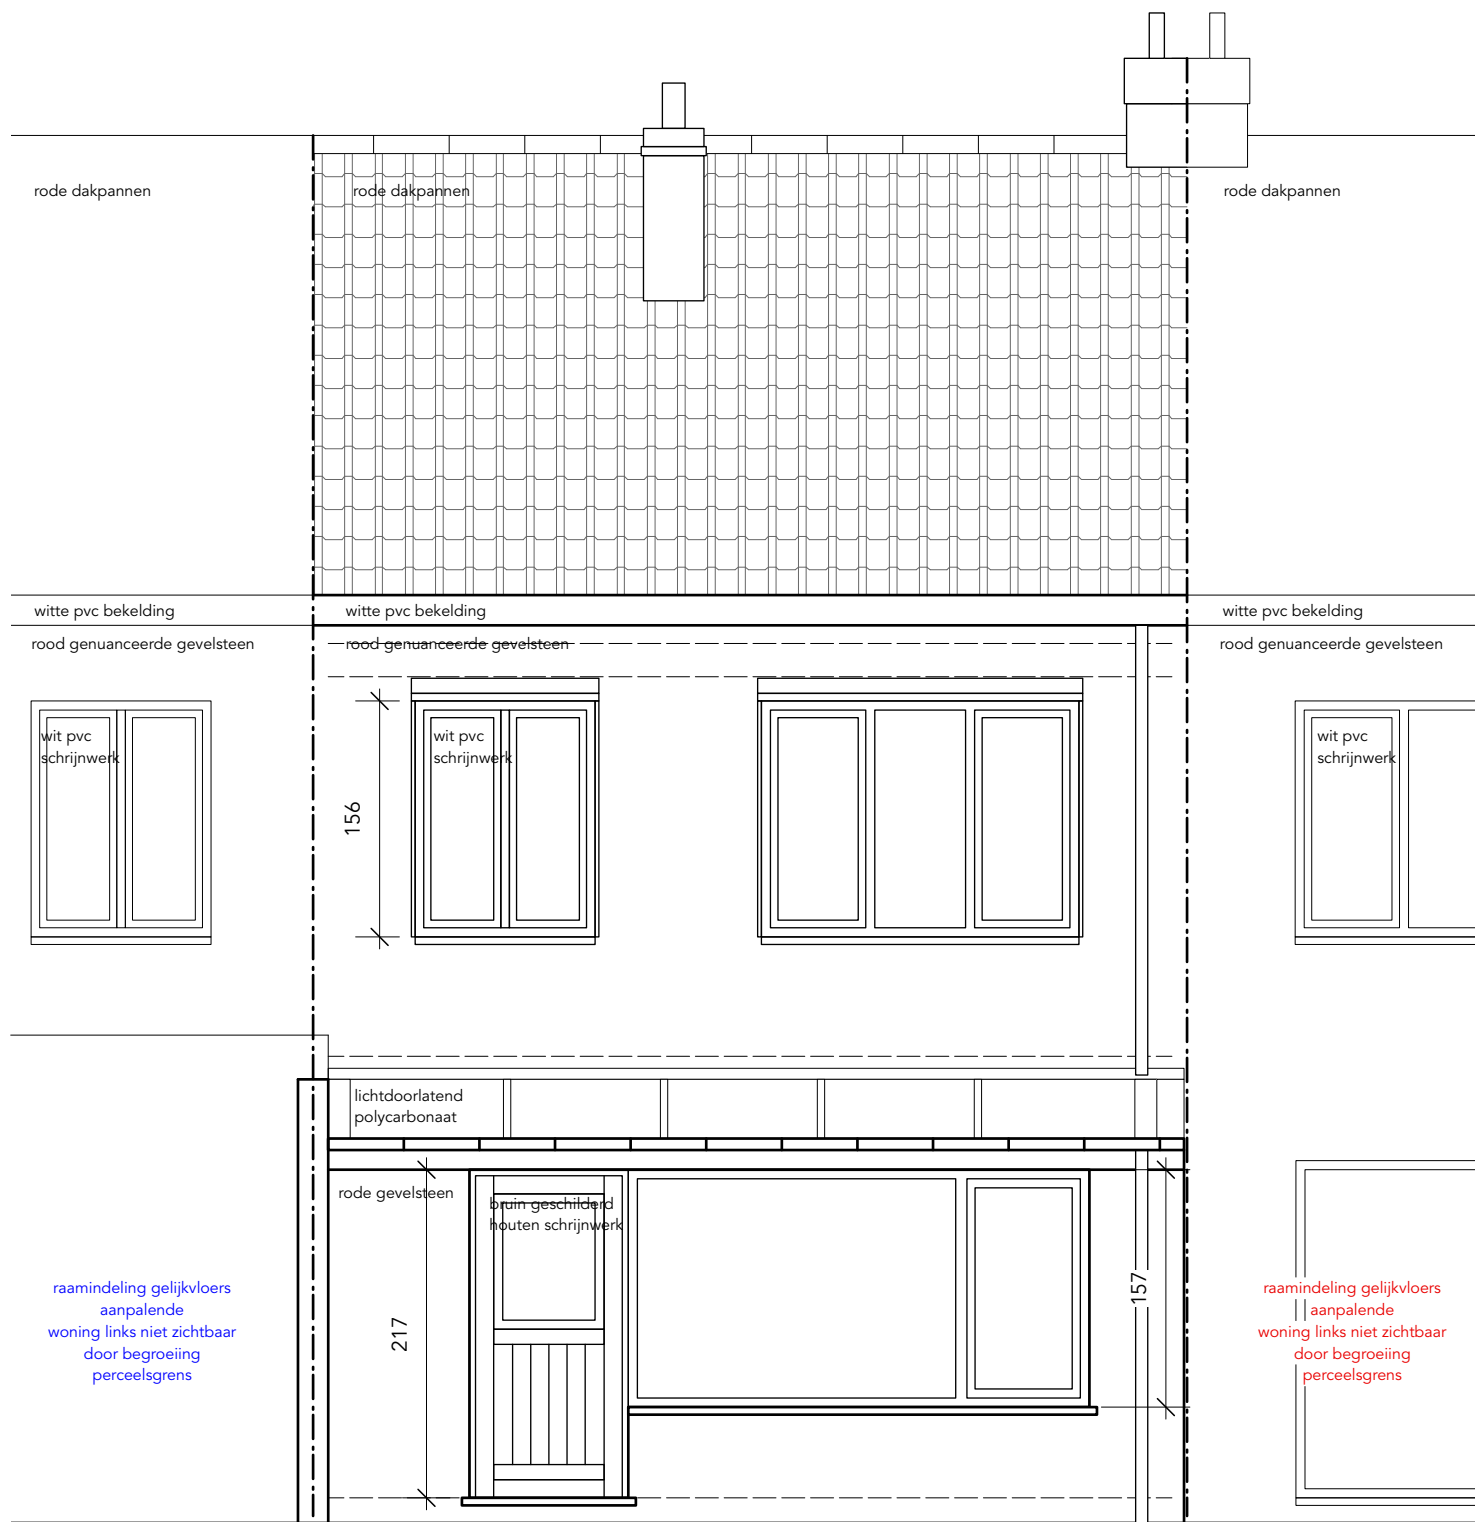 rode dakpannen
rode dakpannen
rode dakpannen
witte pvc bekelding
witte pvc bekelding
witte pvc bekelding
rood genuanceerde gevelsteen
rood genuanceerde gevelsteen
rood genuanceerde gevelsteen
wit pvc
schrijnwerk
wit pvc
schrijnwerk
wit pvc
schrijnwerk
156
lichtdoorlatend
polycarbonaat
rode gevelsteen
bruin geschilderd
houten schrijnwerk
217
157
raamindeling gelijkvloers
aanpalende
woning links niet zichtbaar
door begroeiing
perceelsgrens
raamindeling gelijkvloers
aanpalende
woning links niet zichtbaar
door begroeiing
perceelsgrens